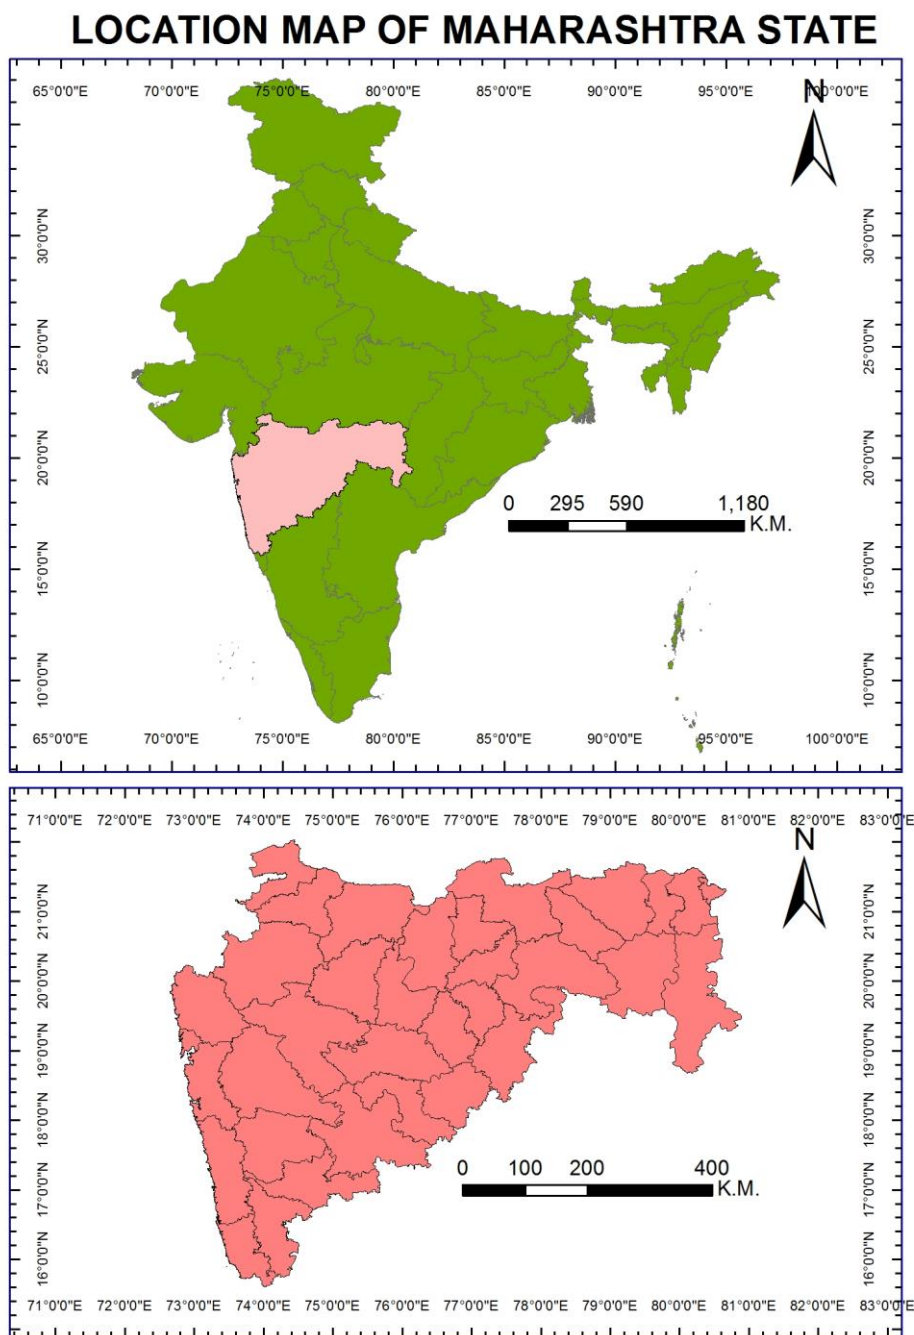 LOCATION MAP OF MAHARASHTRA STATE
65°0'0"E 70°0'0"E 75°0'0"E 80°0'0"E 85°0'0"E 90°0'0"E 95°0'0"E 100°0'0"E
N
30°0'0"N 30°0'0"N
25°0'0"N 25°0'0"N
20°0'0"N 20°0'0"N
0 295 590 1,180
K.M.
15°0'0"N 15°0'0"N
10°0'0"N 10°0'0"N
65°0'0"E 70°0'0"E 75°0'0"E 80°0'0"E 85°0'0"E 90°0'0"E 95°0'0"E 100°0'0"E
71°0'0"E 72°0'0"E 73°0'0"E 74°0'0"E 75°0'0"E 76°0'0"E 77°0'0"E 78°0'0"E 79°0'0"E 80°0'0"E 81°0'0"E 82°0'0"E 83°0'0"E
N
21°0'0"N 21°0'0"N
20°0'0"N 20°0'0"N
19°0'0"N 19°0'0"N
18°0'0"N 18°0'0"N
0 100 200 400
K.M.
17°0'0"N 17°0'0"N
16°0'0"N 16°0'0"N
71°0'0"E 72°0'0"E 73°0'0"E 74°0'0"E 75°0'0"E 76°0'0"E 77°0'0"E 78°0'0"E 79°0'0"E 80°0'0"E 81°0'0"E 82°0'0"E 83°0'0"E